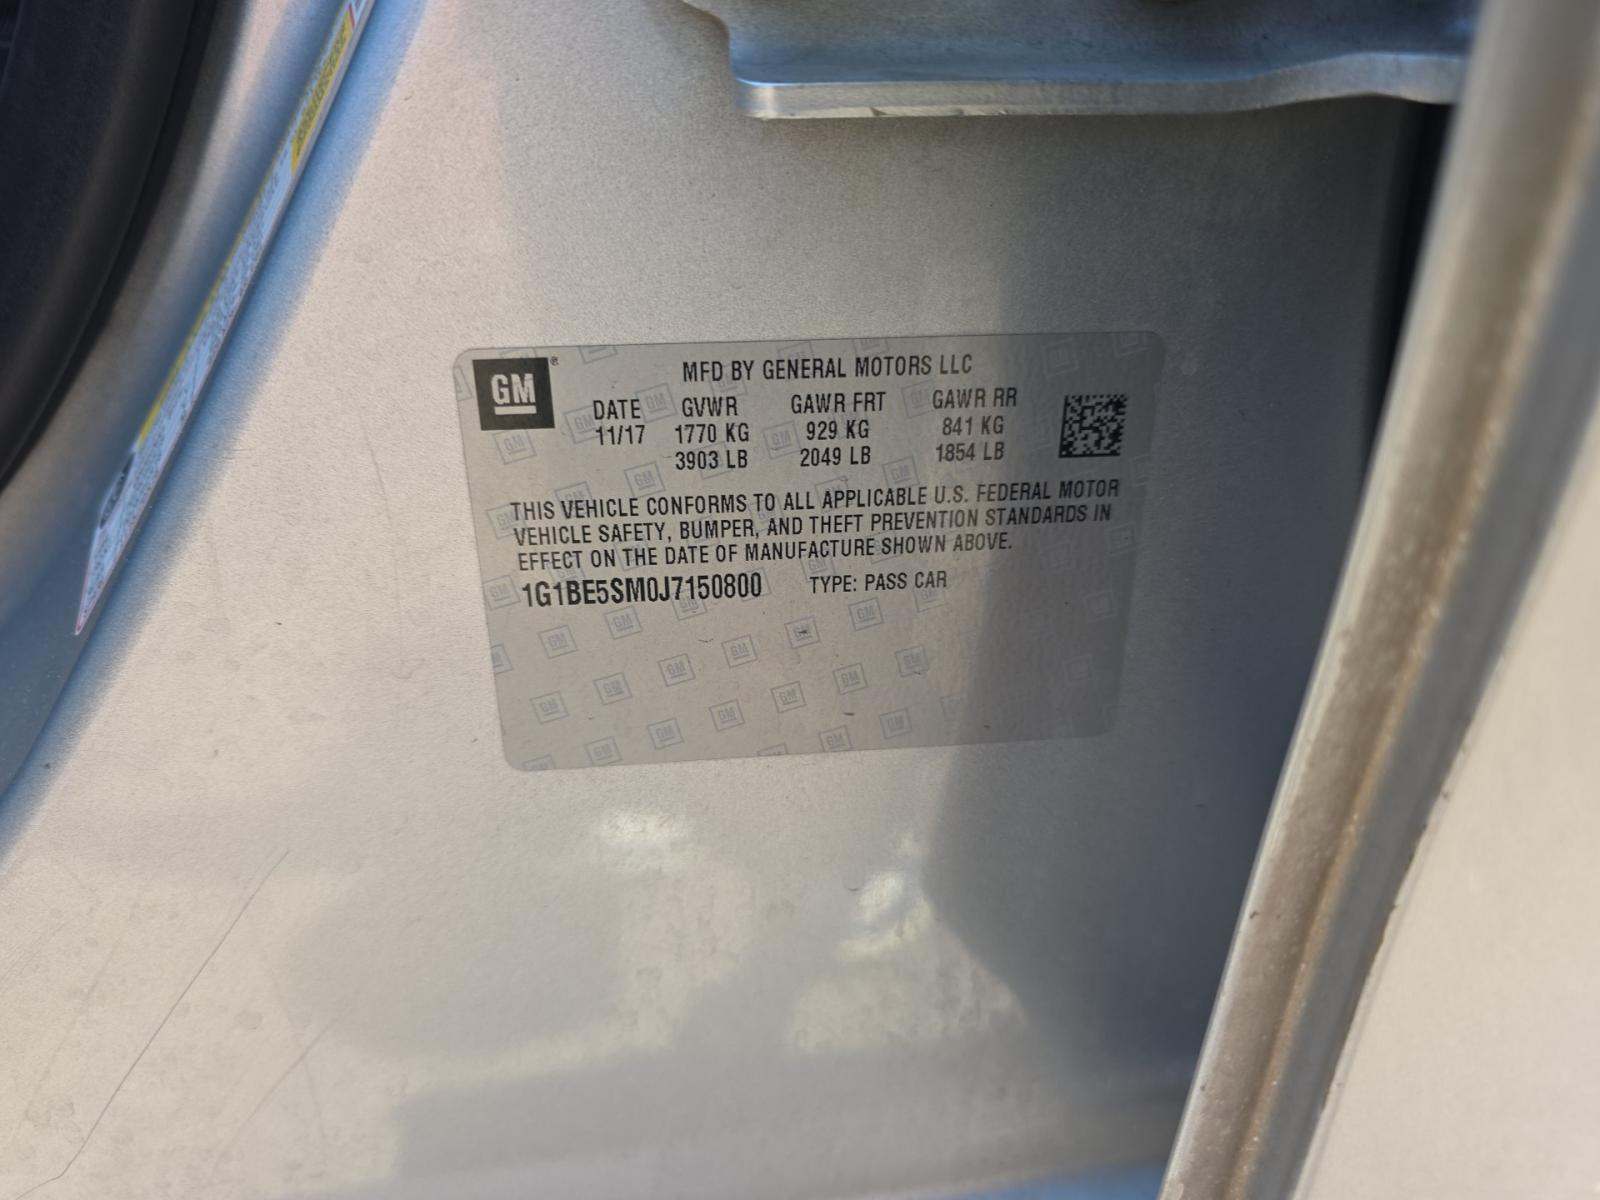 GM
MFD BY GENERAL MOTORS LLC
DATE GVWR GAWR FRT GAWR RR
11/17 1770 KG 929 KG 841 KG
3903 LB 2049 LB 1854 LB
THIS VEHICLE CONFORMS TO ALL APPLICABLE U.S. FEDERAL MOTOR
VEHICLE SAFETY, BUMPER, AND THEFT PREVENTION STANDARDS IN
EFFECT ON THE DATE OF MANUFACTURE SHOWN ABOVE.
1G1BE5SM0J7150800 TYPE: PASS CAR